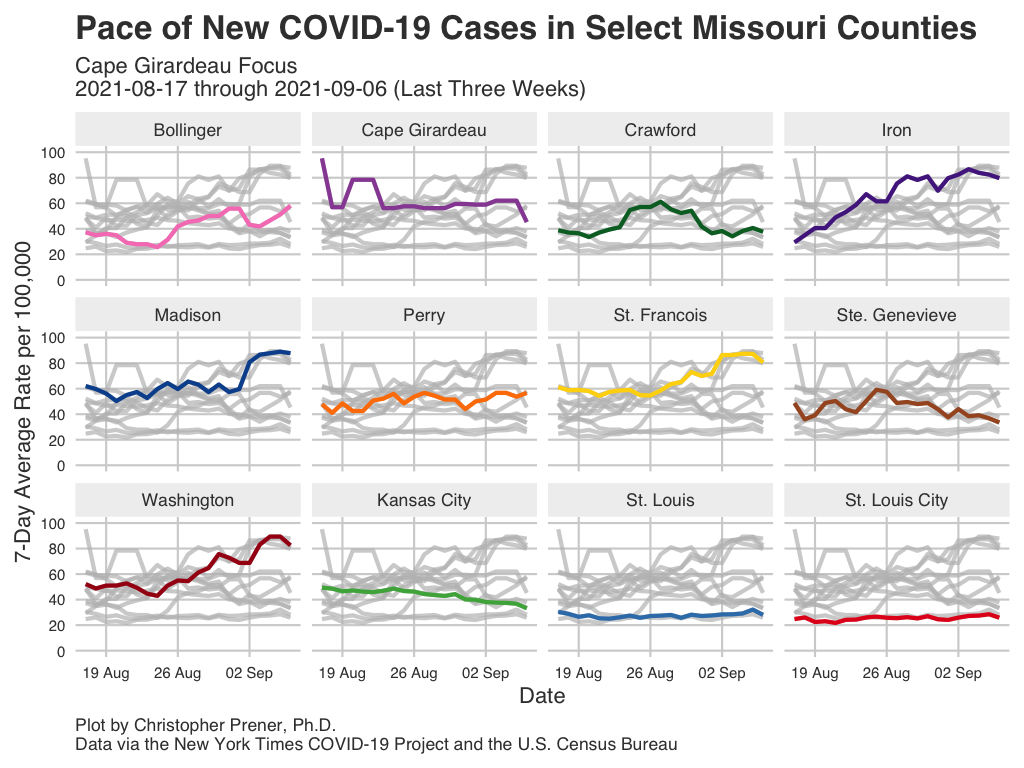 Pace of New COVID-19 Cases in Select Missouri Counties
Cape Girardeau Focus
2021-08-17 through 2021-09-06 (Last Three Weeks)
Bollinger
Cape Girardeau
Crawford
Iron
100
80
60
40
20
0
Madison
Perry
St. Francois
Ste. Genevieve
100
80
60
40
20
0
Washington
Kansas City
St. Louis
St. Louis City
100
80
60
40
20
0
7-Day Average Rate per 100,000
19 Aug
26 Aug
02 Sep
19 Aug
26 Aug
02 Sep
19 Aug
26 Aug
02 Sep
19 Aug
26 Aug
02 Sep
Date
Plot by Christopher Prener, Ph.D.
Data via the New York Times COVID-19 Project and the U.S. Census Bureau